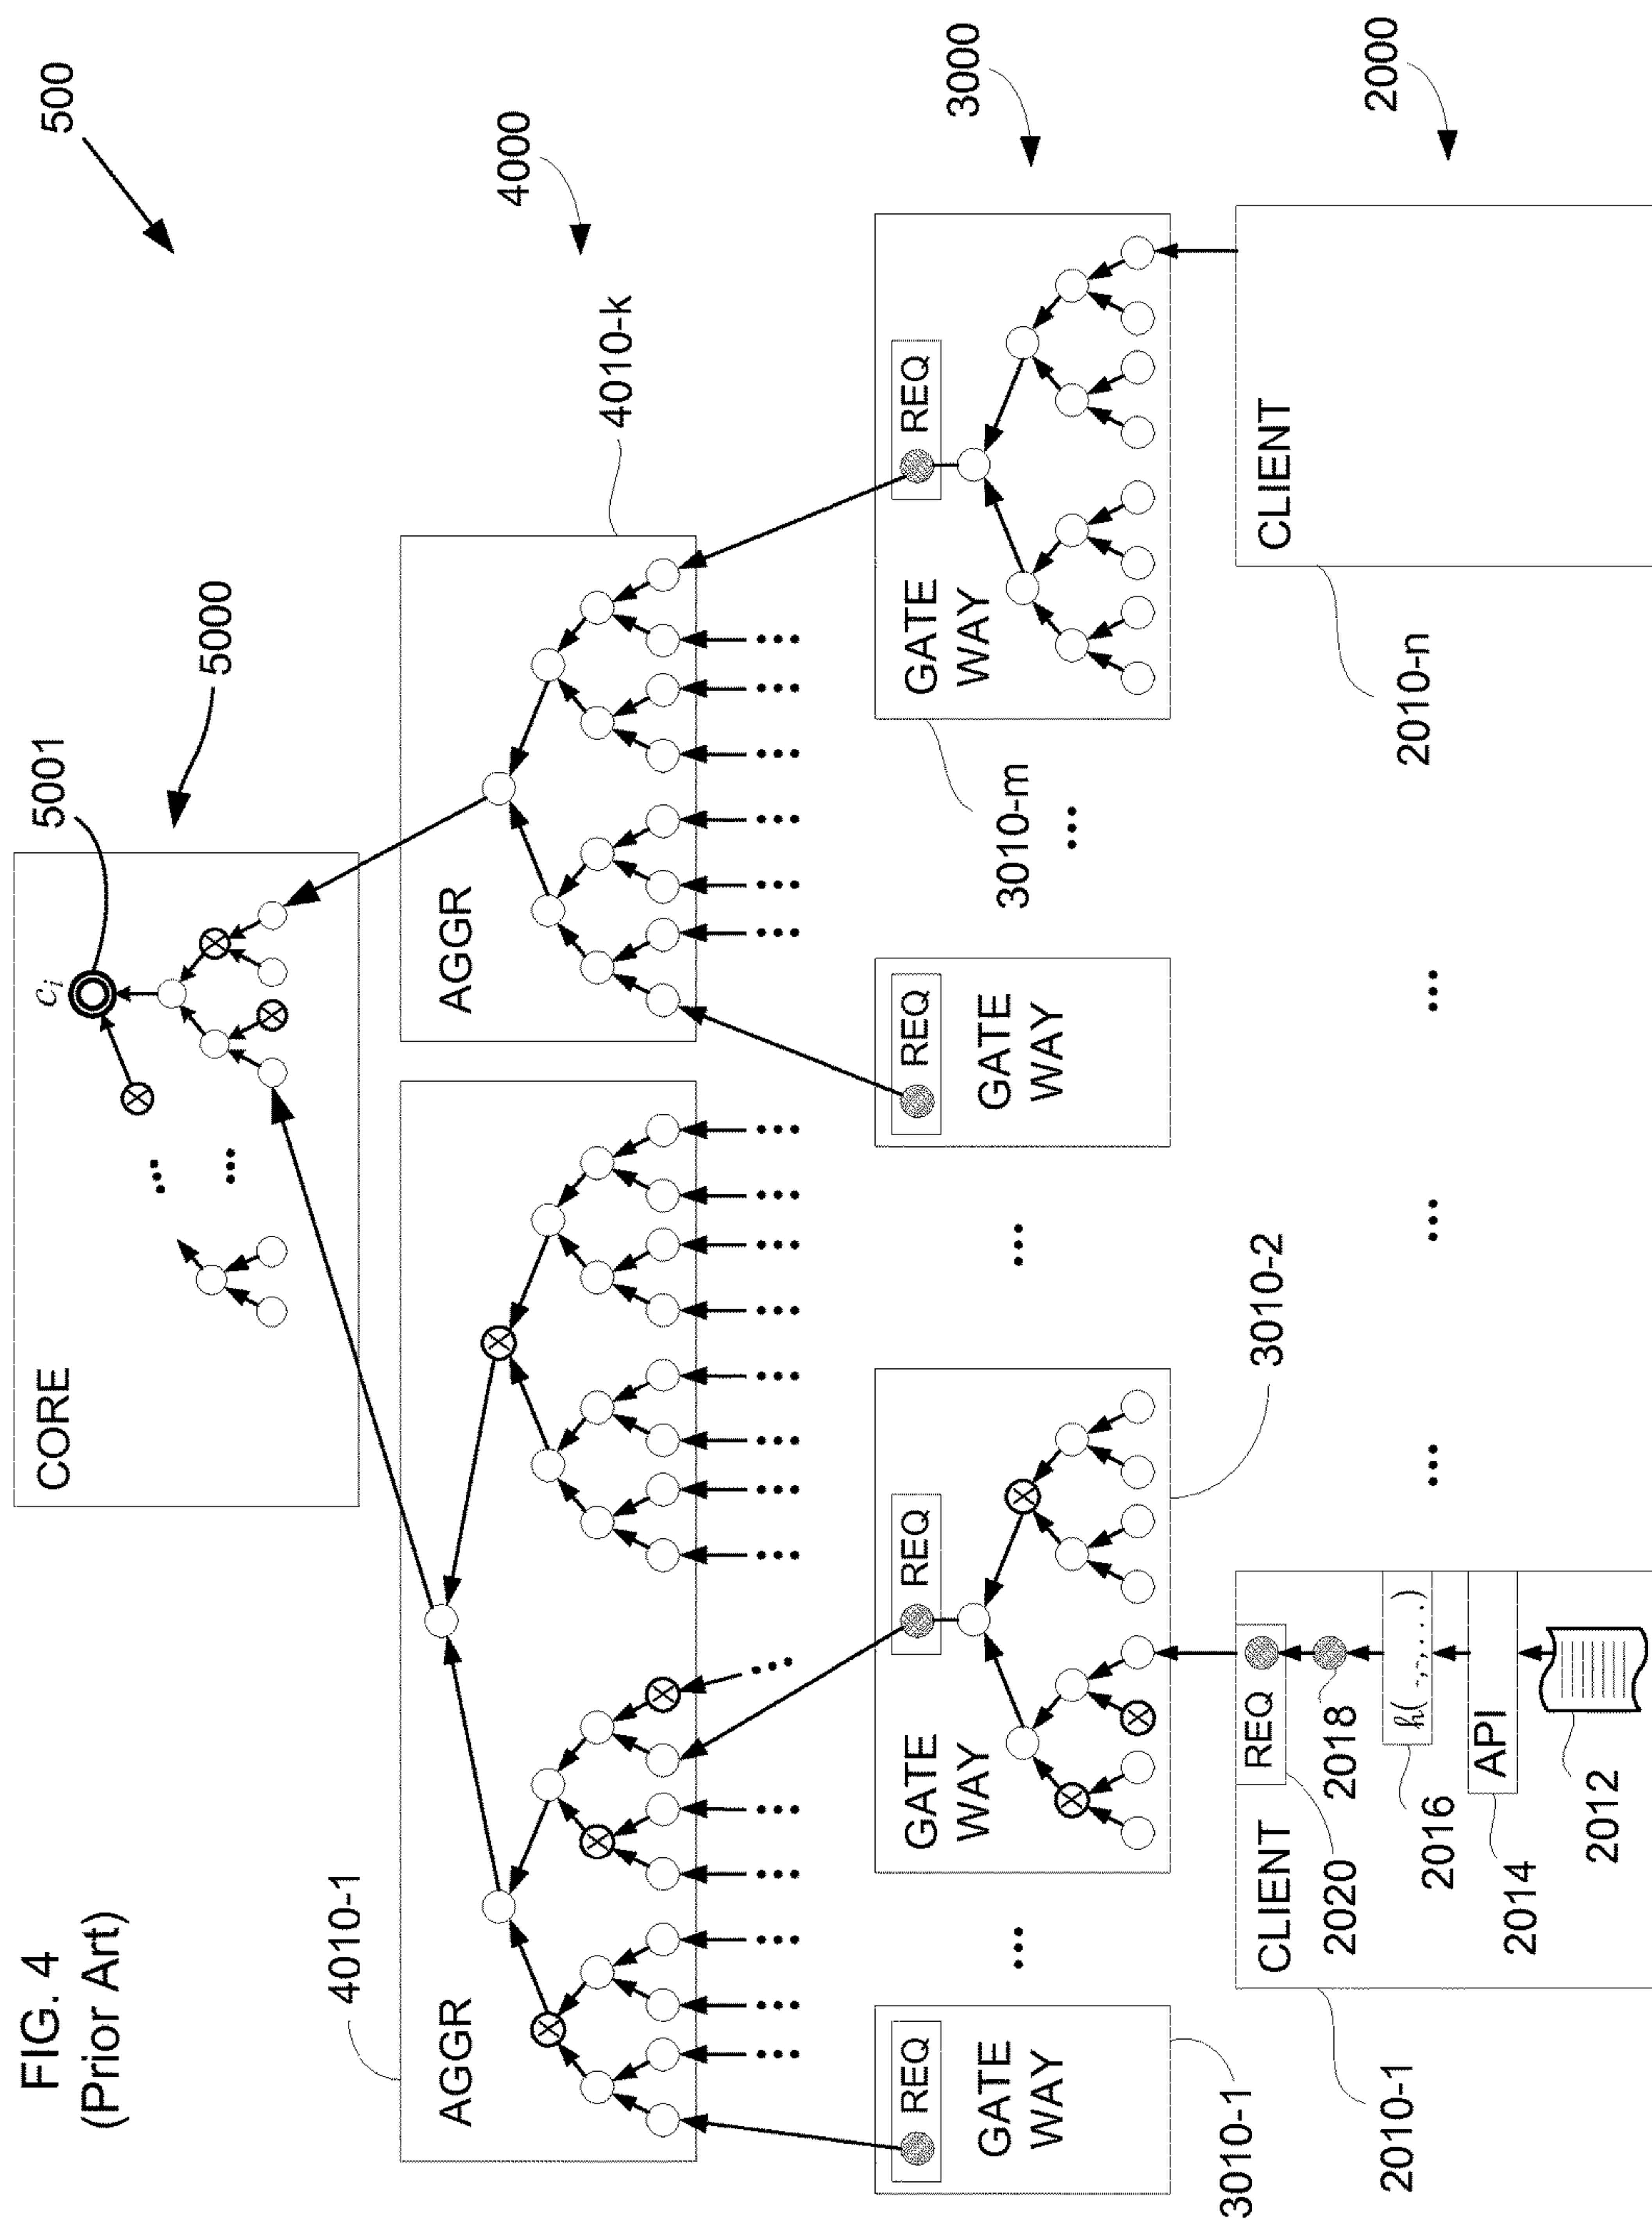 FIG. 4
(Prior Art)
500
5000
5001
CORE
c_i
4000
4010-1
AGGR
4010-k
AGGR
3000
REQ
GATE
WAY
3010-1
...
REQ
GATE
WAY
3010-2
...
REQ
GATE
WAY
...
3010-m
REQ
GATE
WAY
2000
CLIENT
REQ
2020
2018
h( -,-,...)
2016
API
2014
2012
2010-1
...
...
...
CLIENT
2010-n